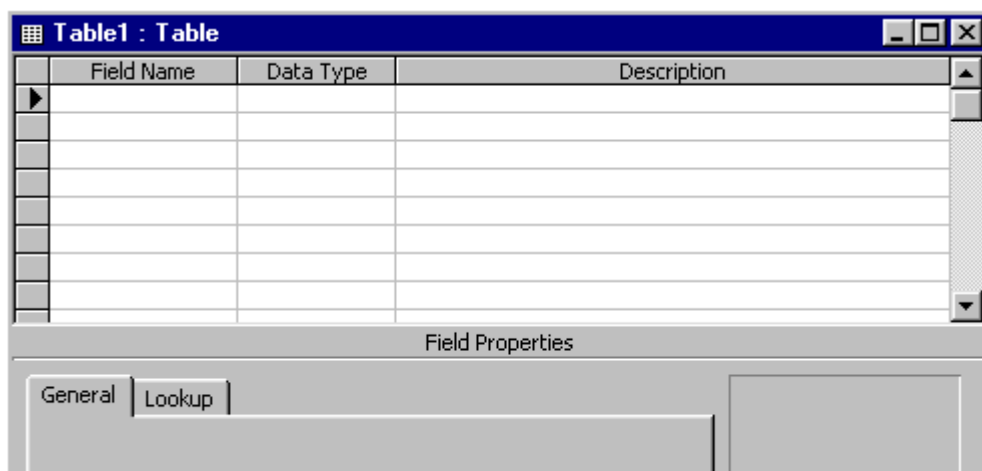 Table1 : Table
Field Name Data Type Description
Field Properties
General Lookup